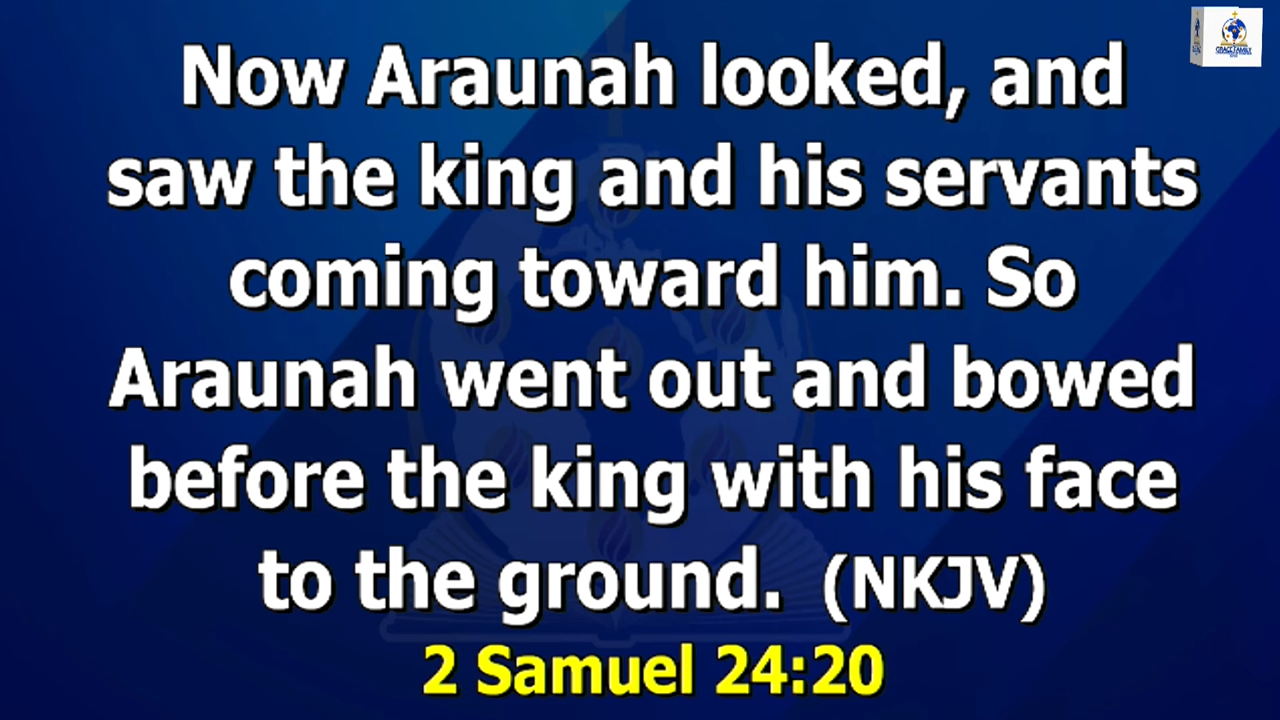 Now Araunah looked, and
saw the king and his servants
coming toward him. So
Araunah went out and bowed
before the king with his face
to the ground. (NKJV)
2 Samuel 24:20